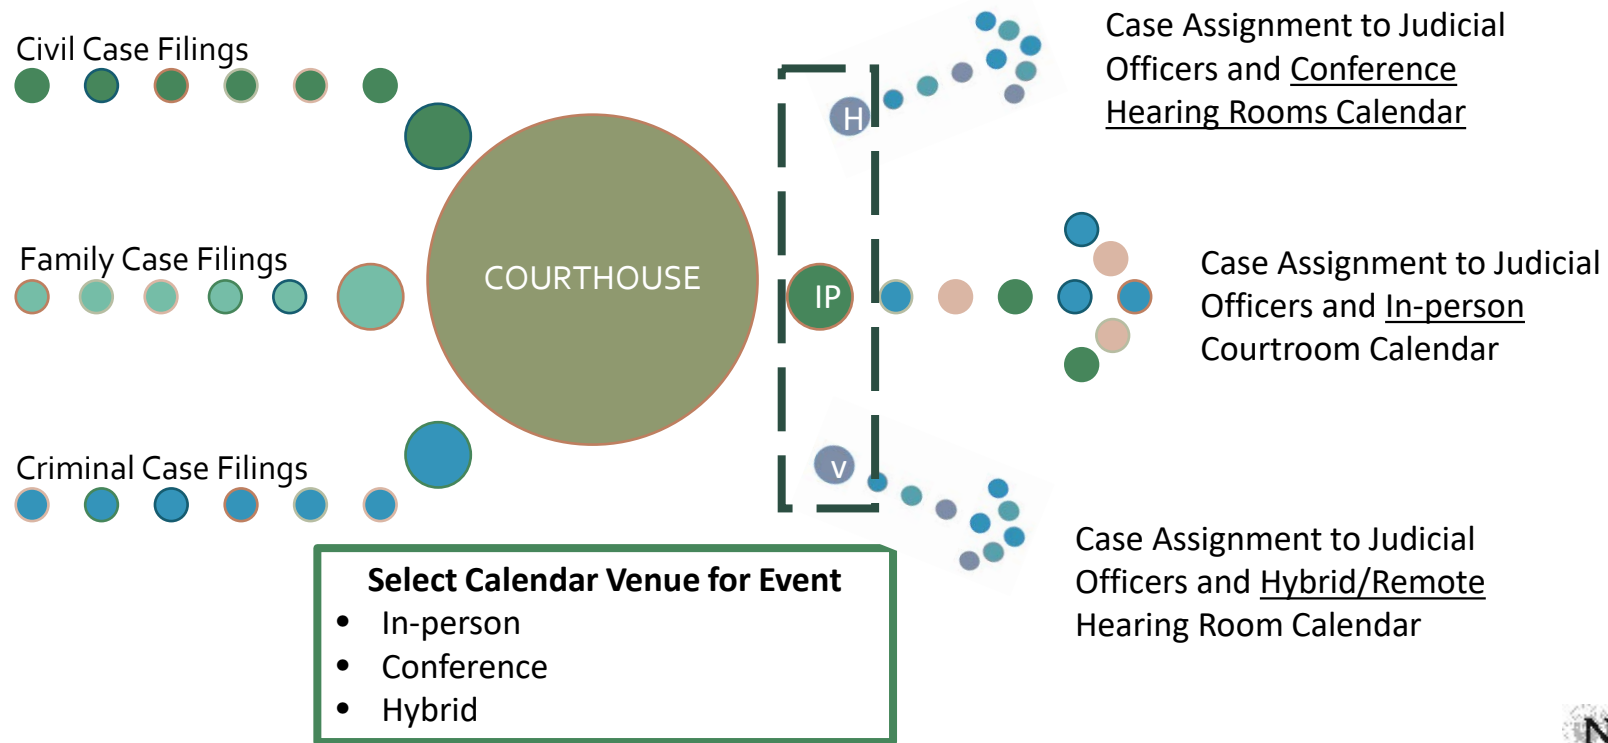 Civil Case Filings
Family Case Filings
Criminal Case Filings
COURTHOUSE
H
IP
v
Case Assignment to Judicial
Officers and Conference
Hearing Rooms Calendar
Case Assignment to Judicial
Officers and In-person
Courtroom Calendar
Case Assignment to Judicial
Officers and Hybrid/Remote
Hearing Room Calendar
Select Calendar Venue for Event
• In-person
• Conference
• Hybrid
N